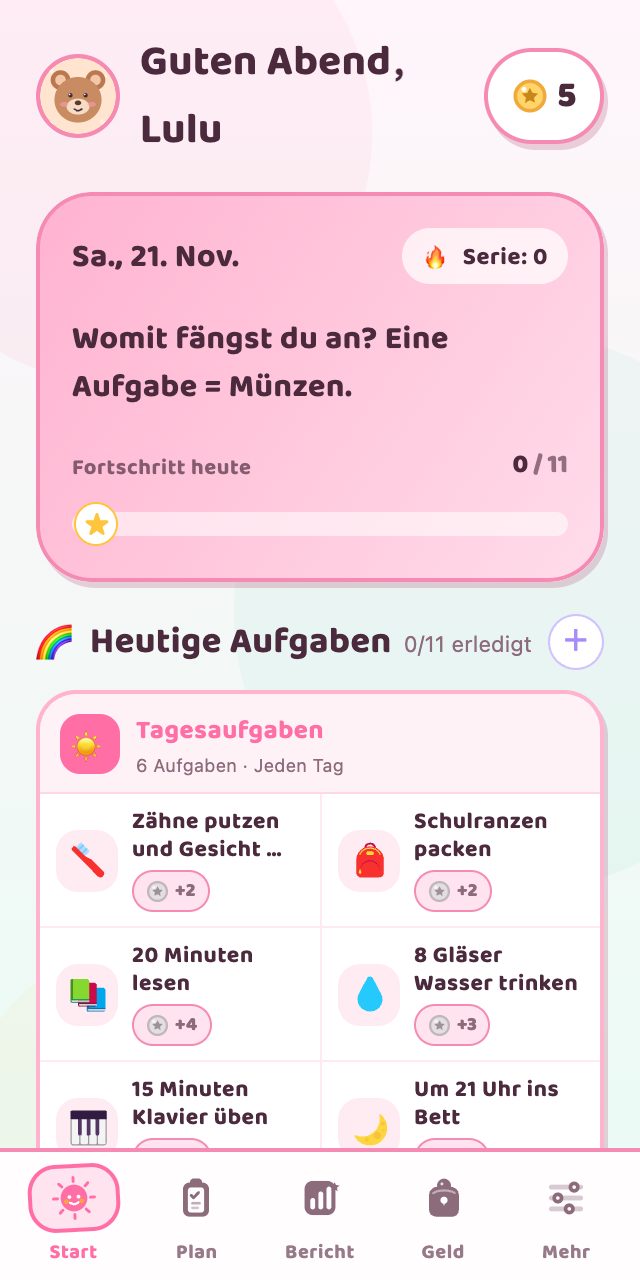 Guten Abend,
Lulu
5
Sa., 21. Nov.
Serie: 0
Womit fängst du an? Eine
Aufgabe = Münzen.
Fortschritt heute
0 / 11
Heutige Aufgaben
0/11 erledigt
+
Tagesaufgaben
6 Aufgaben · Jeden Tag
Zähne putzen
und Gesicht ...
+2
Schulranzen
packen
+2
20 Minuten
lesen
+4
8 Gläser
Wasser trinken
+3
15 Minuten
Klavier üben
Um 21 Uhr ins
Bett
Start
Plan
Bericht
Geld
Mehr